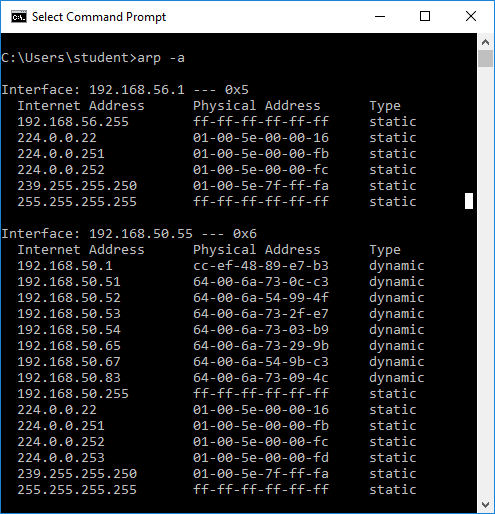 Select Command Prompt
C:\Users\student>arp -a
Interface: 192.168.56.1 --- 0x5
Internet Address Physical Address Type
192.168.56.255 ff-ff-ff-ff-ff-ff static
224.0.0.22 01-00-5e-00-00-16 static
224.0.0.251 01-00-5e-00-00-fb static
224.0.0.252 01-00-5e-00-00-fc static
239.255.255.250 01-00-5e-7f-ff-fa static
255.255.255.255 ff-ff-ff-ff-ff-ff static
Interface: 192.168.50.55 --- 0x6
Internet Address Physical Address Type
192.168.50.1 cc-ef-48-89-e7-b3 dynamic
192.168.50.51 64-00-6a-73-0c-c3 dynamic
192.168.50.52 64-00-6a-54-99-4f dynamic
192.168.50.53 64-00-6a-73-2f-e7 dynamic
192.168.50.54 64-00-6a-73-03-b9 dynamic
192.168.50.65 64-00-6a-73-29-9b dynamic
192.168.50.67 64-00-6a-54-9b-c3 dynamic
192.168.50.83 64-00-6a-73-09-4c dynamic
192.168.50.255 ff-ff-ff-ff-ff-ff static
224.0.0.22 01-00-5e-00-00-16 static
224.0.0.251 01-00-5e-00-00-fb static
224.0.0.252 01-00-5e-00-00-fc static
224.0.0.253 01-00-5e-00-00-fd static
239.255.255.250 01-00-5e-7f-ff-fa static
255.255.255.255 ff-ff-ff-ff-ff-ff static